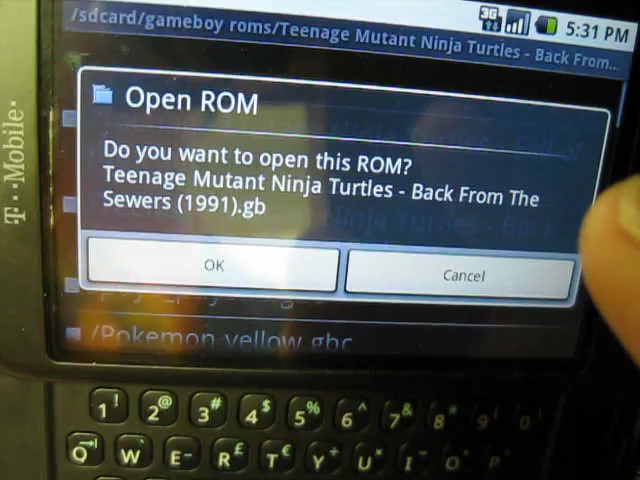 3G
5:31 PM
/sdcard/gameboy roms/Teenage Mutant Ninja Turtles - Back From...
Open ROM
Do you want to open this ROM?
Teenage Mutant Ninja Turtles - Back From The
Sewers (1991).gb
OK
Cancel
/Pokemon yellow.gbc
T··Mobile·
1 ! 2 @ 3 # 4 $ 5 % 6 ^ 7 & 8 * 9 ( 0 )
Q W E R £ T € Y U I O P